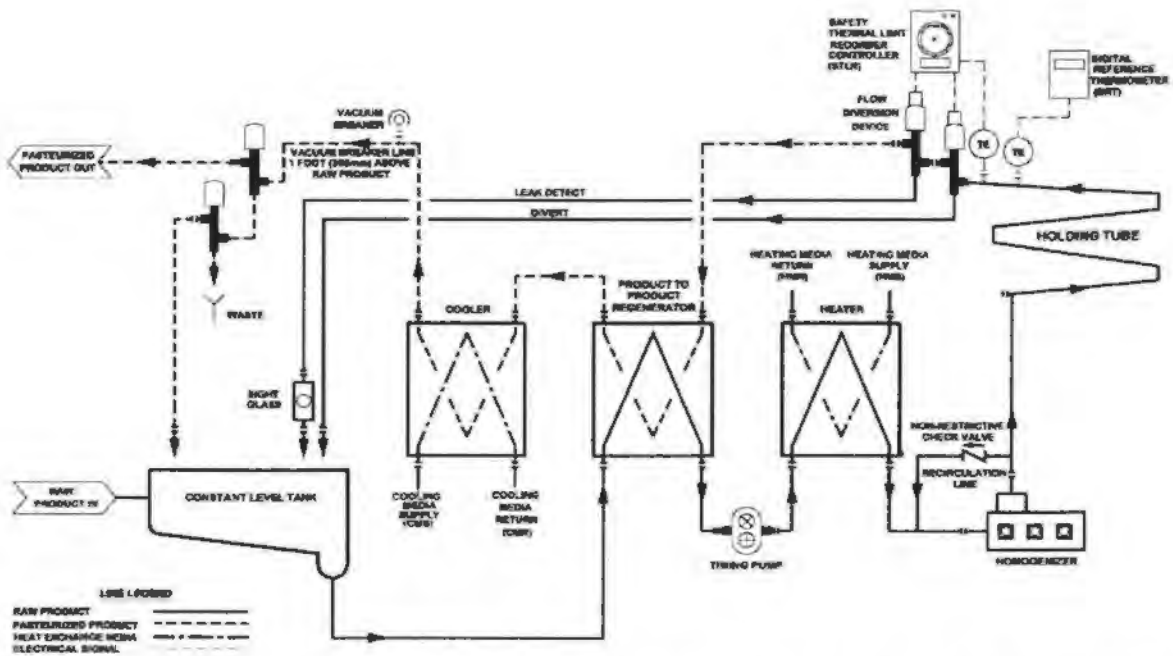 SAFETY
THERMAL LIMIT
RECORDER
CONTROLLER
(STLR)
DIGITAL
REFERENCE
THERMOMETER
(DRT)
FLOW
DIVERSION
DEVICE
VACUUM
BREAKER
VACUUM BREAKER LINE
1 FOOT (305mm) ABOVE
RAW PRODUCT
PASTEURIZED
PRODUCT OUT
TE
TE
LEAK DETECT
DIVERT
HOLDING TUBE
HEATING MEDIA
RETURN
HEATING MEDIA
SUPPLY
WASTE
COOLER
PRODUCT TO
PRODUCT
REGENERATOR
HEATER
SIGHT
GLASS
NON-RESTRICTIVE
CHECK VALVE
RECIRCULATION
LINE
RAW
PRODUCT IN
CONSTANT LEVEL TANK
COOLING
MEDIA
SUPPLY
(CMS)
COOLING
MEDIA
RETURN
(CMR)
TIMING PUMP
HOMOGENIZER
LINE LEGEND
RAW PRODUCT
PASTEURIZED PRODUCT
HEAT EXCHANGE MEDIA
ELECTRICAL SIGNAL